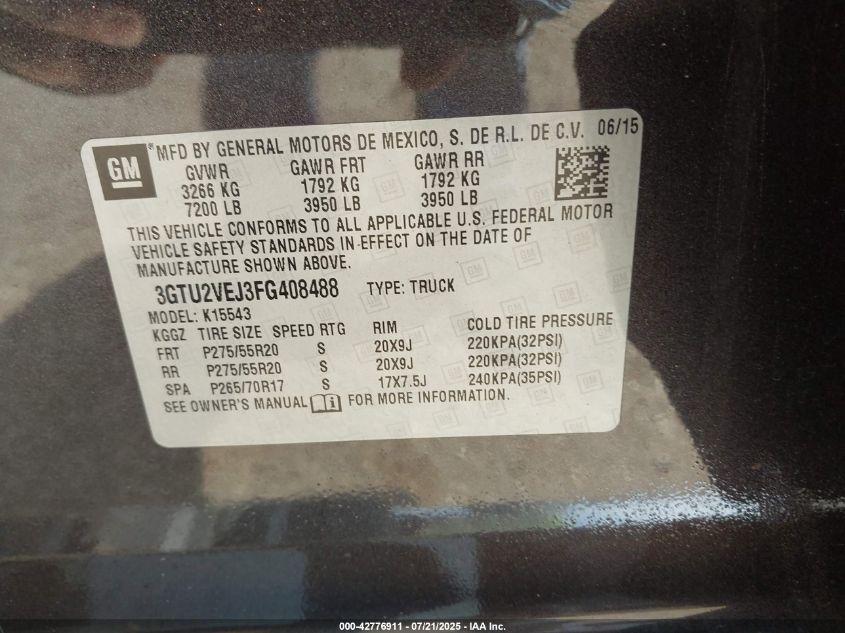 GM ® MFD BY GENERAL MOTORS DE MEXICO, S. DE R.L. DE C.V. 06/15
GVWR GAWR FRT GAWR RR
3266 KG 1792 KG 1792 KG
7200 LB 3950 LB 3950 LB
THIS VEHICLE CONFORMS TO ALL APPLICABLE U.S. FEDERAL MOTOR
VEHICLE SAFETY STANDARDS IN EFFECT ON THE DATE OF
MANUFACTURE SHOWN ABOVE.
3GTU2VEJ3FG408488 TYPE: TRUCK
MODEL: K15543
KGGZ TIRE SIZE SPEED RTG RIM COLD TIRE PRESSURE
FRT P275/55R20 S 20X9J 220KPA(32PSI)
RR P275/55R20 S 20X9J 220KPA(32PSI)
SPA P265/70R17 S 17X7.5J 240KPA(35PSI)
SEE OWNER'S MANUAL i FOR MORE INFORMATION.
000-42776911 - 07/21/2025 - IAA Inc.